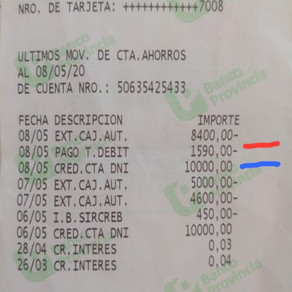 NRO. DE TARJETA: ++++++++++++7008
ULTIMOS MOV. DE CTA.AHORROS
AL 08/05/20
DE CUENTA NRO.: 50635425433
FECHA DESCRIPCION IMPORTE
08/05 EXT.CAJ.AUT. 8400,00-
08/05 PAGO T.DEBIT 1590,00-
08/05 CRED.CTA DNI 10000,00
07/05 EXT.CAJ.AUT. 5000,00-
07/05 EXT.CAJ.AUT. 4600,00-
06/05 I.B.SIRCREB 450,00-
06/05 CRED.CTA DNI 10000,00
28/04 CR.INTERES 0,03
26/03 CR.INTERES 0,04
Banco
Provincia